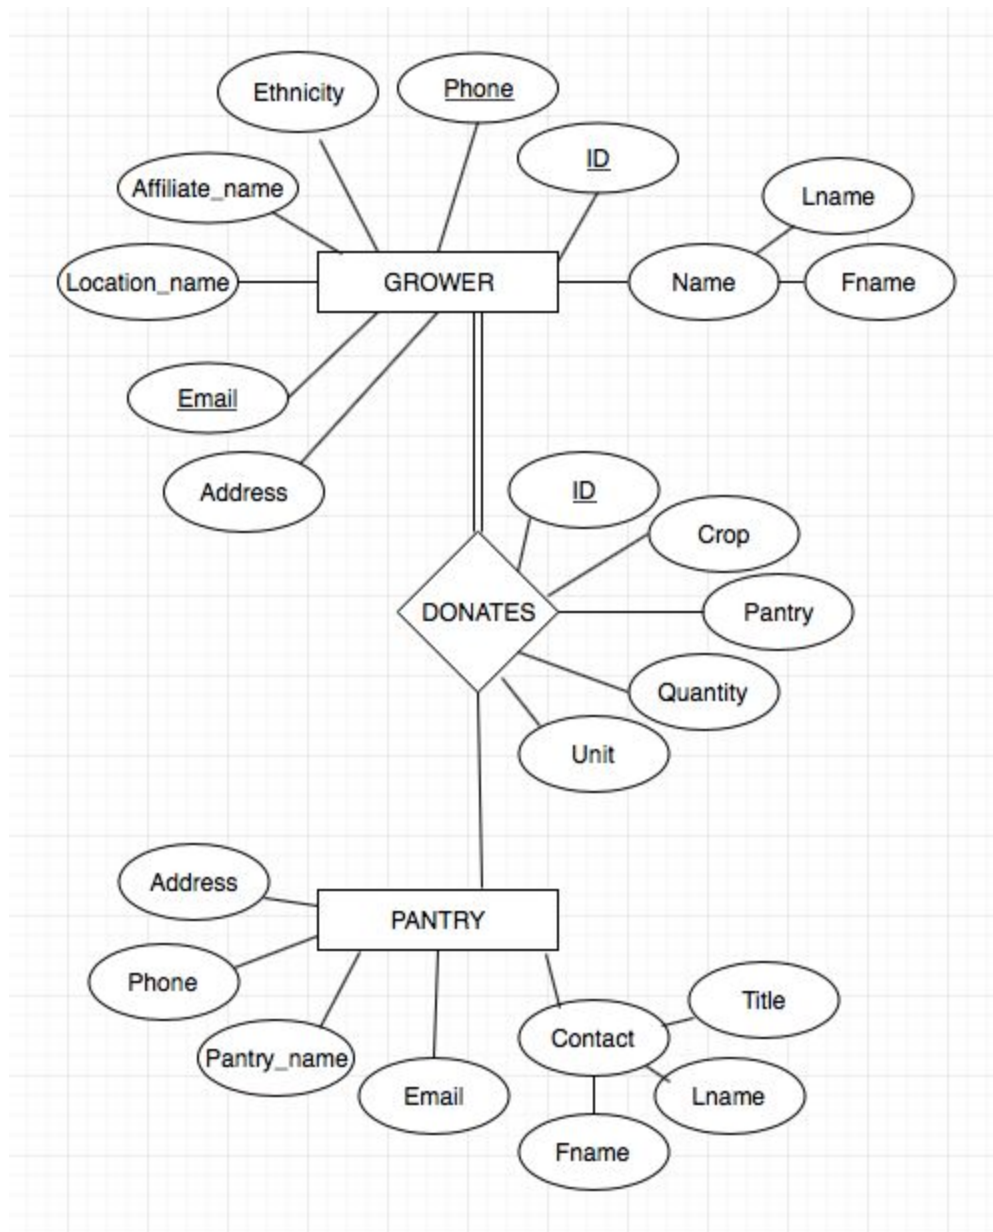 Ethnicity
Phone
ID
Affiliate_name
Lname
Location_name
GROWER
Name
Fname
Email
Address
ID
Crop
DONATES
Pantry
Quantity
Unit
Address
PANTRY
Phone
Title
Contact
Pantry_name
Email
Lname
Fname